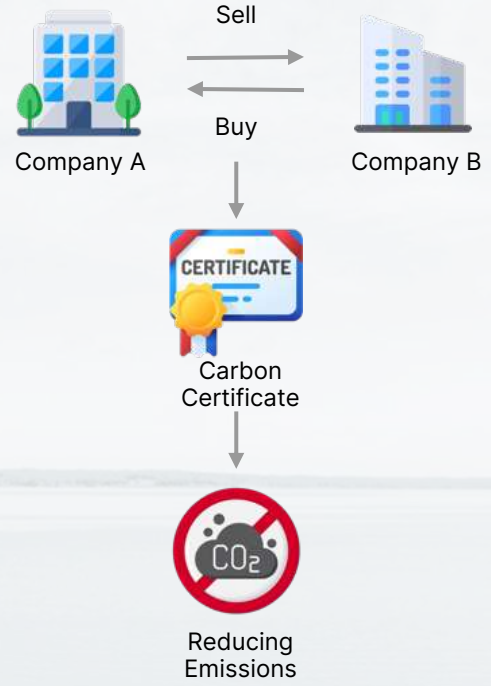 Sell
Buy
Company A
Company B
CERTIFICATE
Carbon
Certificate
CO₂
Reducing
Emissions